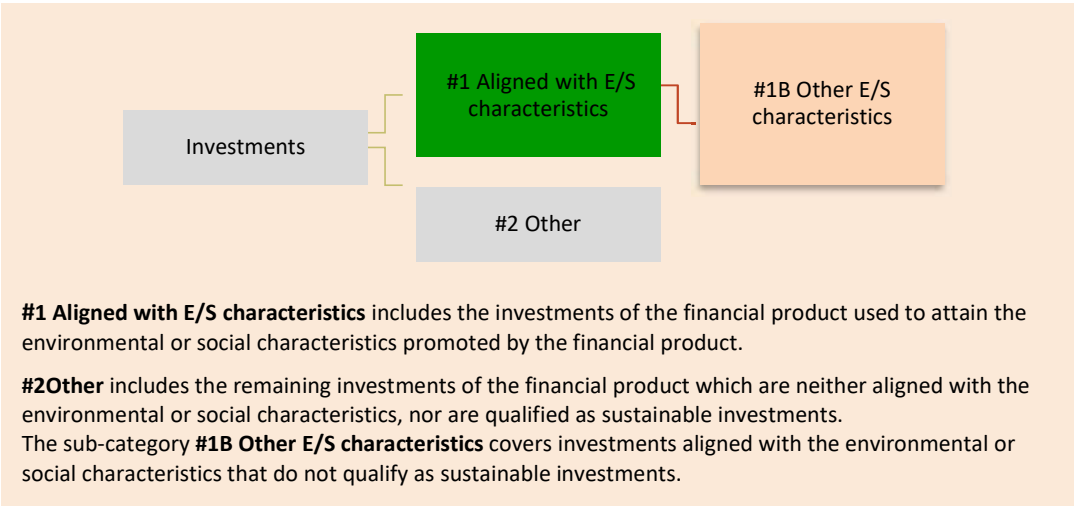 #1 Aligned with E/S
characteristics
#1B Other E/S
characteristics
Investments
#2 Other
#1 Aligned with E/S characteristics includes the investments of the financial product used to attain the
environmental or social characteristics promoted by the financial product.
#2Other includes the remaining investments of the financial product which are neither aligned with the
environmental or social characteristics, nor are qualified as sustainable investments.
The sub-category #1B Other E/S characteristics covers investments aligned with the environmental or
social characteristics that do not qualify as sustainable investments.